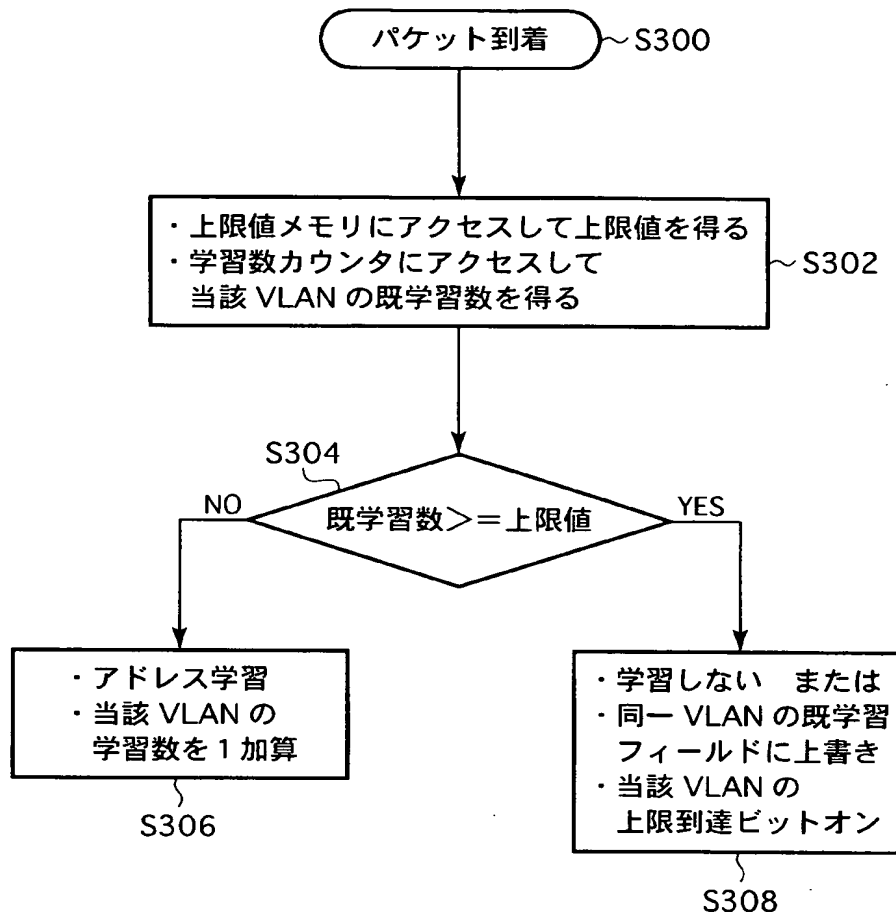 パケット到着
S300
・上限値メモリにアクセスして上限値を得る
・学習数カウンタにアクセスして
当該 VLAN の既学習数を得る
S302
S304
既学習数>=上限値
NO
YES
・アドレス学習
・当該 VLAN の
学習数を1加算
S306
・学習しない　または
・同一 VLAN の既学習
フィールドに上書き
・当該 VLAN の
上限到達ビットオン
S308